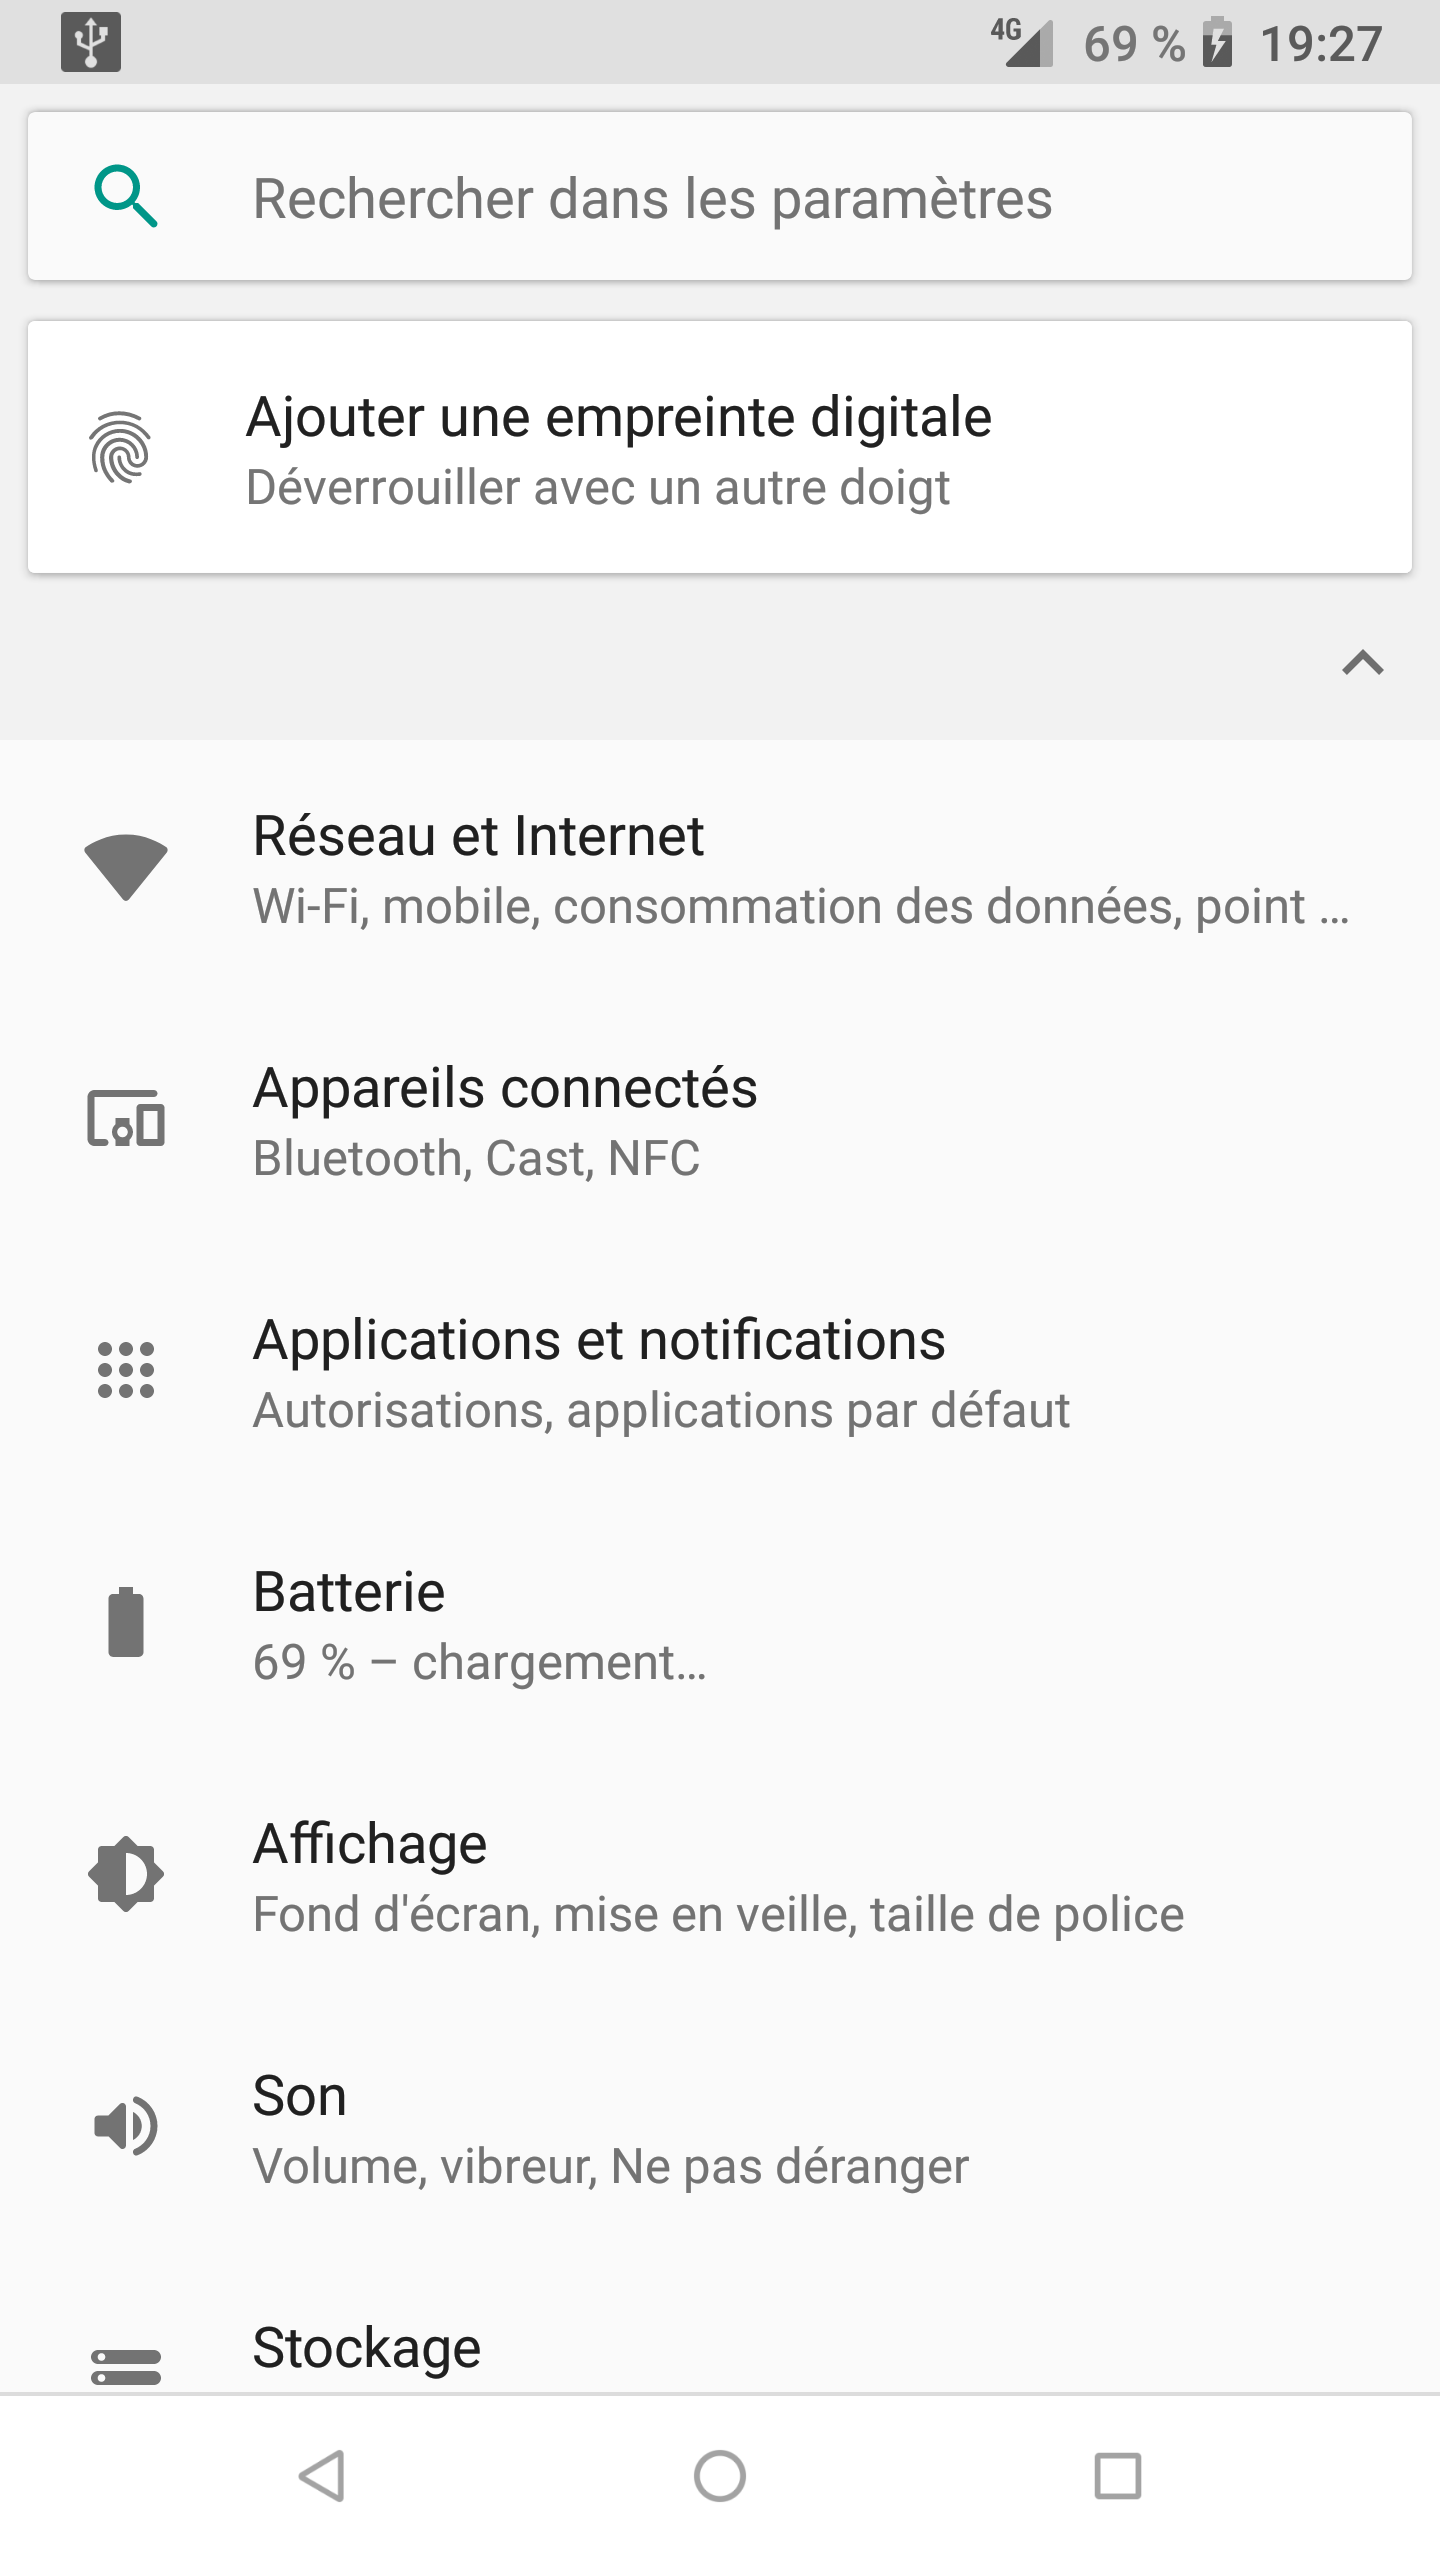 4G 69 % 19:27
Rechercher dans les paramètres
Ajouter une empreinte digitale
Déverrouiller avec un autre doigt
Réseau et Internet
Wi-Fi, mobile, consommation des données, point …
Appareils connectés
Bluetooth, Cast, NFC
Applications et notifications
Autorisations, applications par défaut
Batterie
69 % – chargement…
Affichage
Fond d'écran, mise en veille, taille de police
Son
Volume, vibreur, Ne pas déranger
Stockage